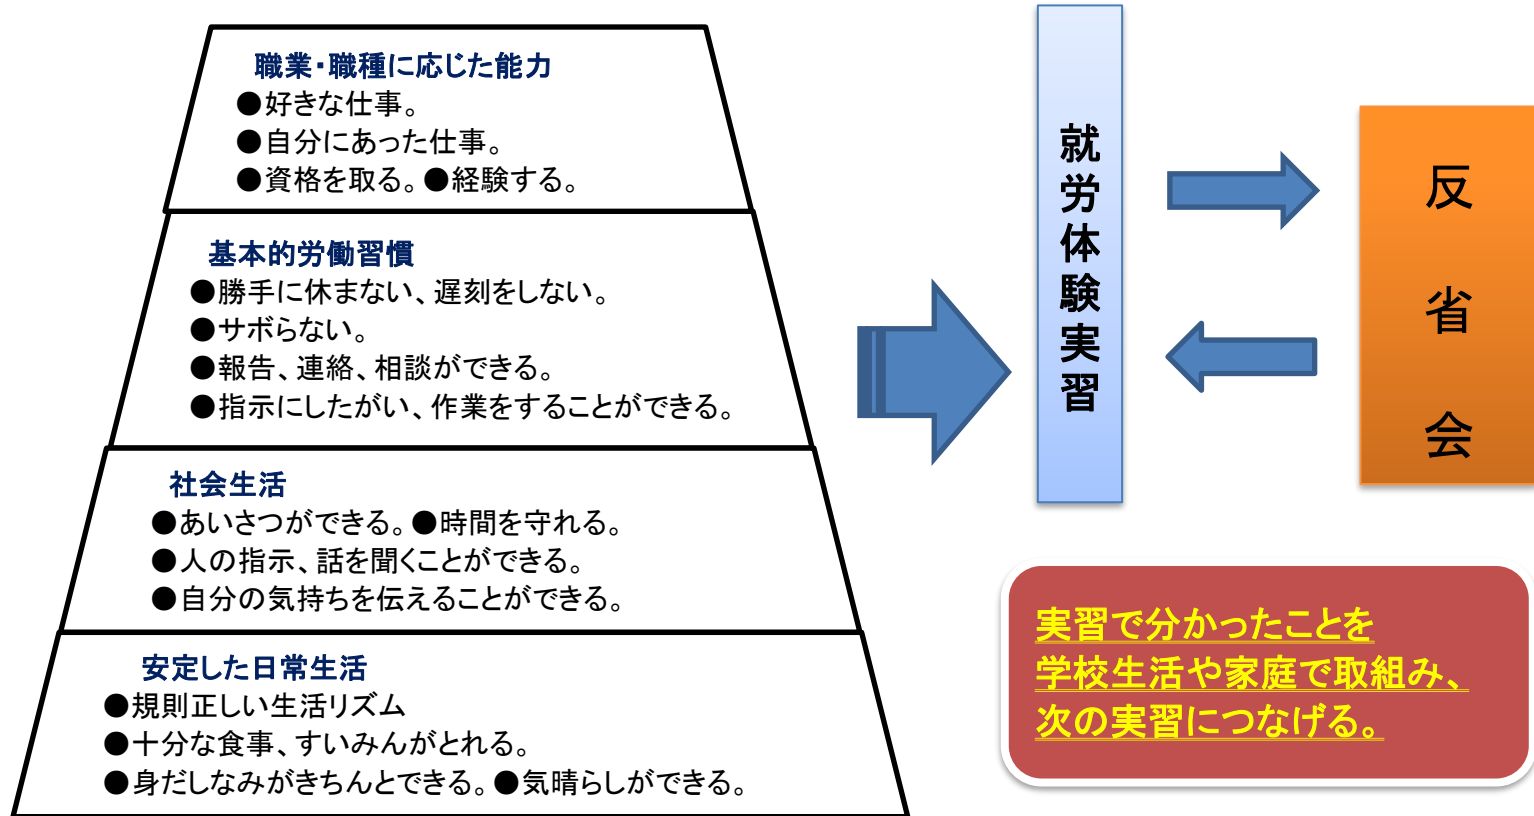 職業・職種に応じた能力
●好きな仕事。
●自分にあった仕事。
●資格を取る。●経験する。
基本的労働習慣
●勝手に休まない、遅刻をしない。
●サボらない。
●報告、連絡、相談ができる。
●指示にしたがい、作業をすることができる。
社会生活
●あいさつができる。●時間を守れる。
●人の指示、話を聞くことができる。
●自分の気持ちを伝えることができる。
安定した日常生活
●規則正しい生活リズム
●十分な食事、すいみんがとれる。
●身だしなみがきちんとできる。●気晴らしができる。
就労体験実習
反省会
実習で分かったことを
学校生活や家庭で取組み、
次の実習につなげる。